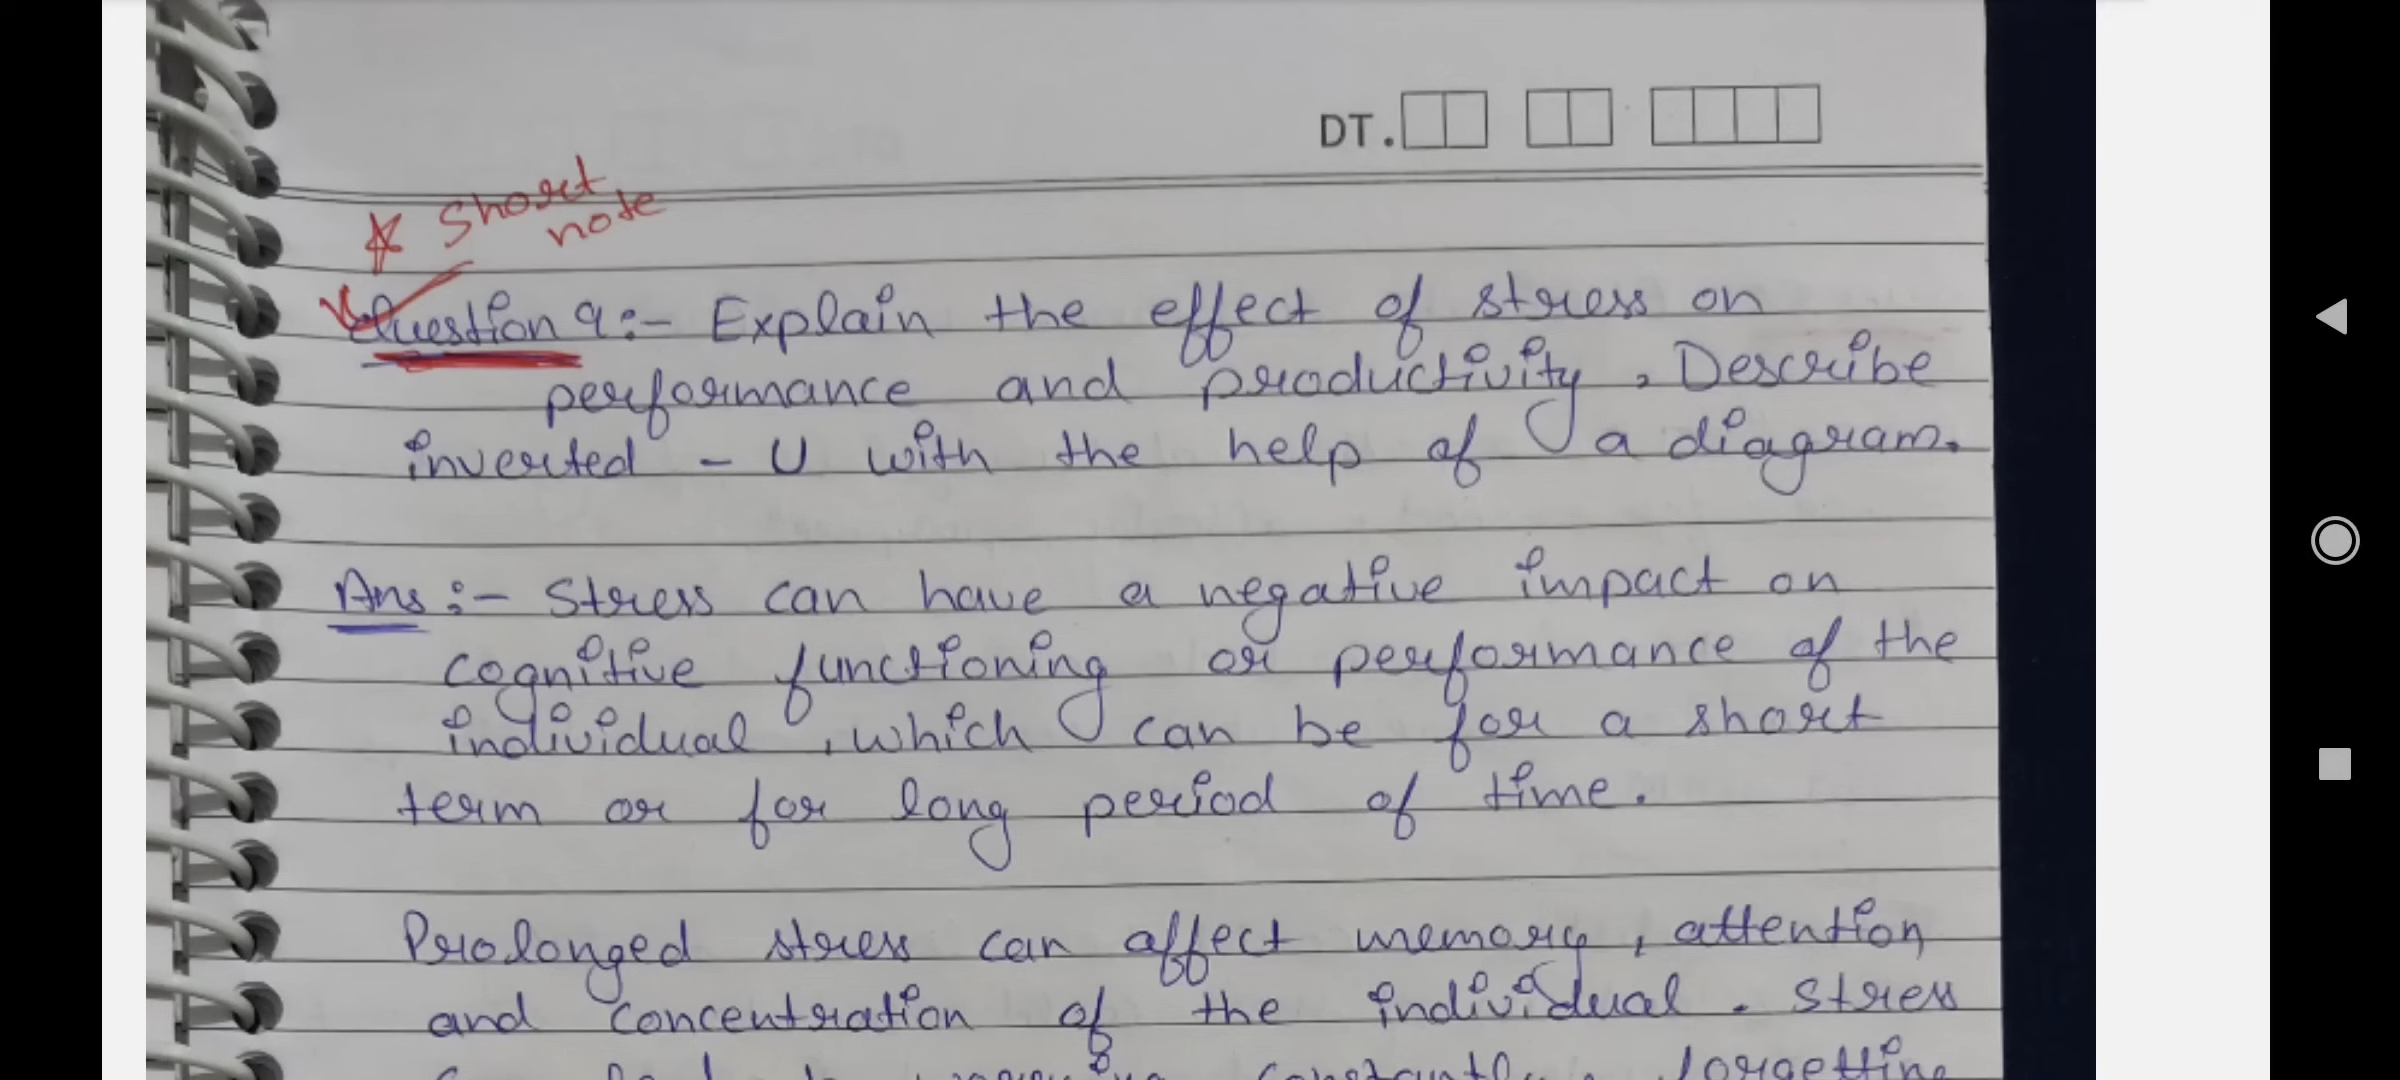 DT.
* Short
note
Question 9:- Explain the effect of stress on
performance and productivity, Describe
inverted - U with the help of a diagram.
Ans :- Stress can have a negative impact on
cognitive functioning or performance of the
individual, which can be for a short
term or for long period of time.
Prolonged stress can affect memory, attention
and concentration of the individual. Stress
constantly, forgetting